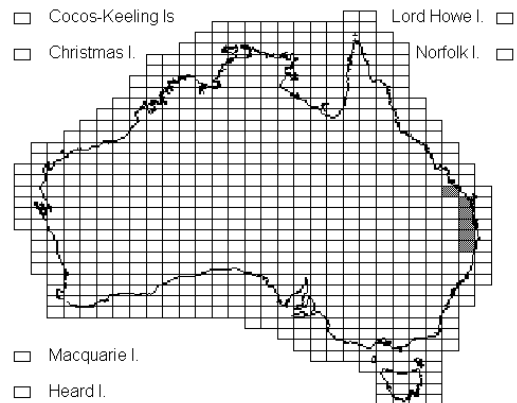 Cocos-Keeling Is
Lord Howe I.
Christmas I.
Norfolk I.
Macquarie I.
Heard I.